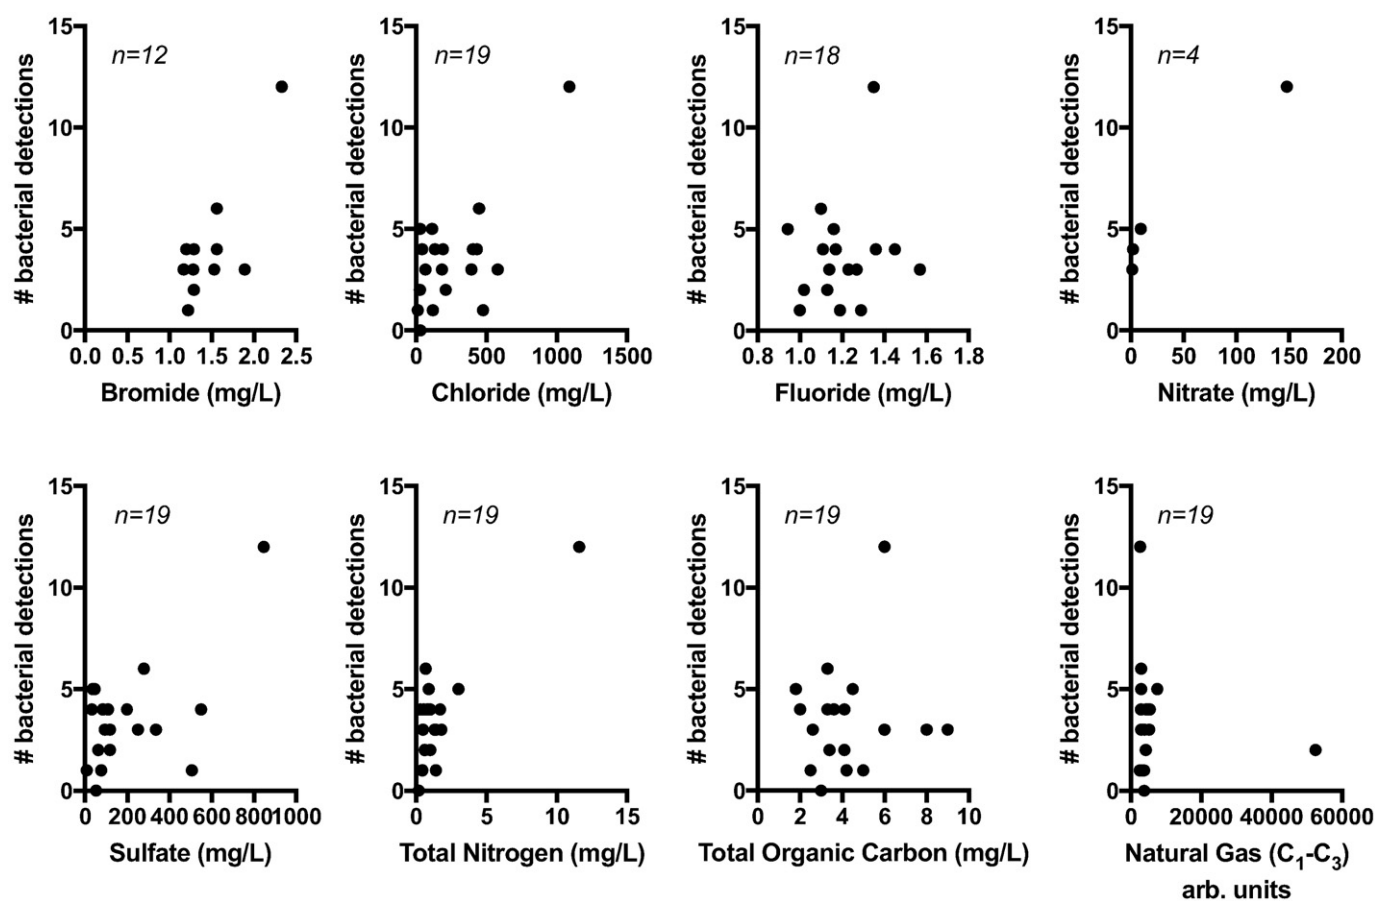 15
10
5
0
# bacterial detections
n=12
0.0 0.5 1.0 1.5 2.0 2.5
Bromide (mg/L)
15
10
5
0
# bacterial detections
n=19
0 500 1000 1500
Chloride (mg/L)
15
10
5
0
# bacterial detections
n=18
0.8 1.0 1.2 1.4 1.6 1.8
Fluoride (mg/L)
15
10
5
0
# bacterial detections
n=4
0 50 100 150 200
Nitrate (mg/L)
15
10
5
0
# bacterial detections
n=19
0 200 400 600 800 1000
Sulfate (mg/L)
15
10
5
0
# bacterial detections
n=19
0 5 10 15
Total Nitrogen (mg/L)
15
10
5
0
# bacterial detections
n=19
0 2 4 6 8 10
Total Organic Carbon (mg/L)
15
10
5
0
# bacterial detections
n=19
0 20000 40000 60000
Natural Gas (C₁-C₃)
arb. units